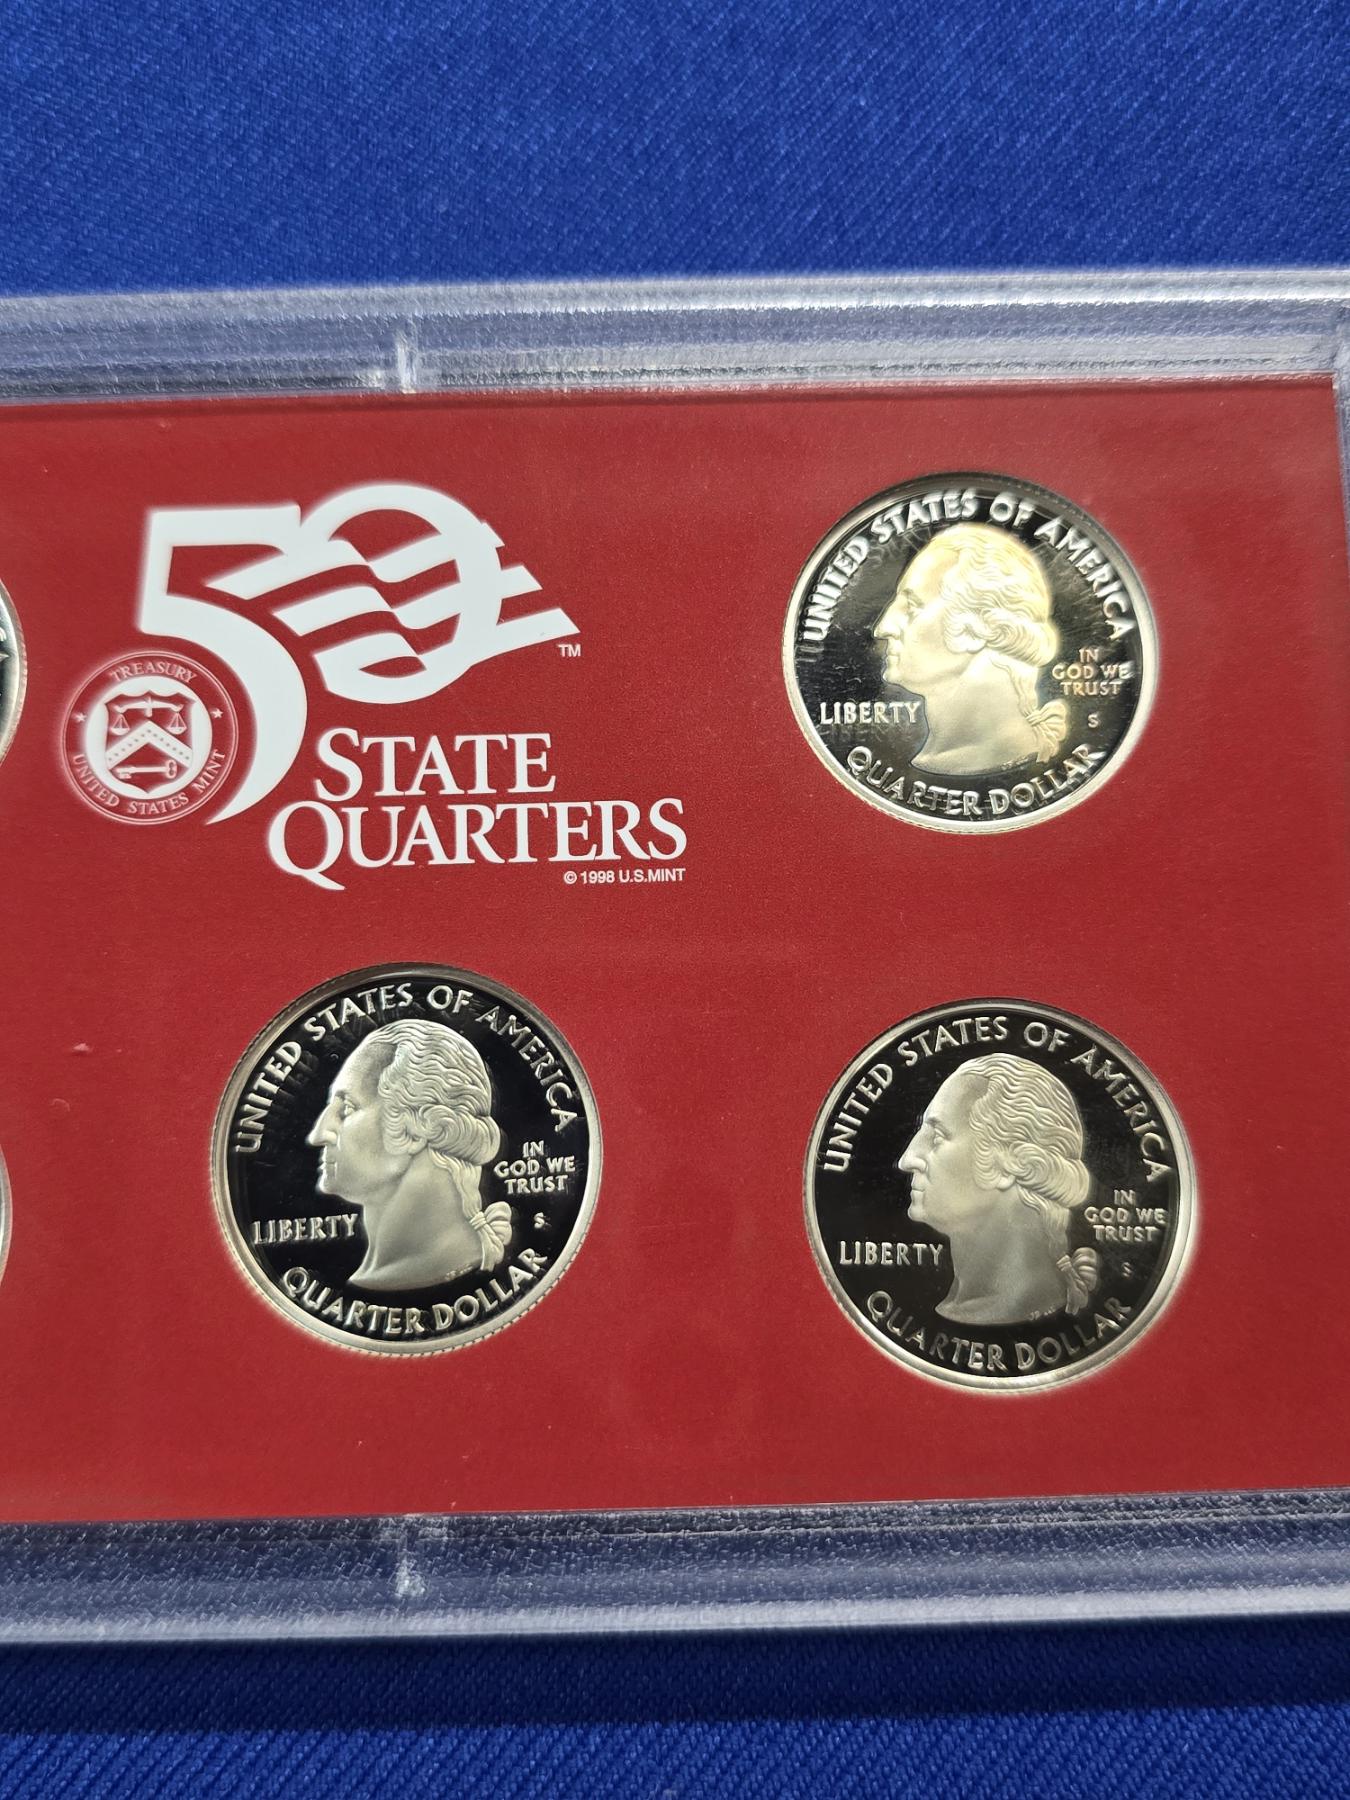 50
TM
TREASURY
UNITED STATES MINT
STATE
QUARTERS
© 1998 U.S.MINT
UNITED STATES OF AMERICA
IN
GOD WE
TRUST
LIBERTY
S
QUARTER DOLLAR
UNITED STATES OF AMERICA
IN
GOD WE
TRUST
LIBERTY
S
QUARTER DOLLAR
UNITED STATES OF AMERICA
IN
GOD WE
TRUST
LIBERTY
S
QUARTER DOLLAR